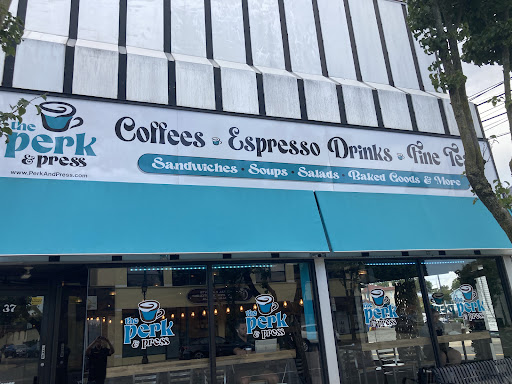 the
Perk
& press
www.PerkAndPress.com
Coffees • Espresso Drinks • Fine Te
Sandwiches • Soups • Salads • Baked Goods & More
37
the
Perk
& press
the
Perk
& press
the
Perk
& press
the
Perk
& press